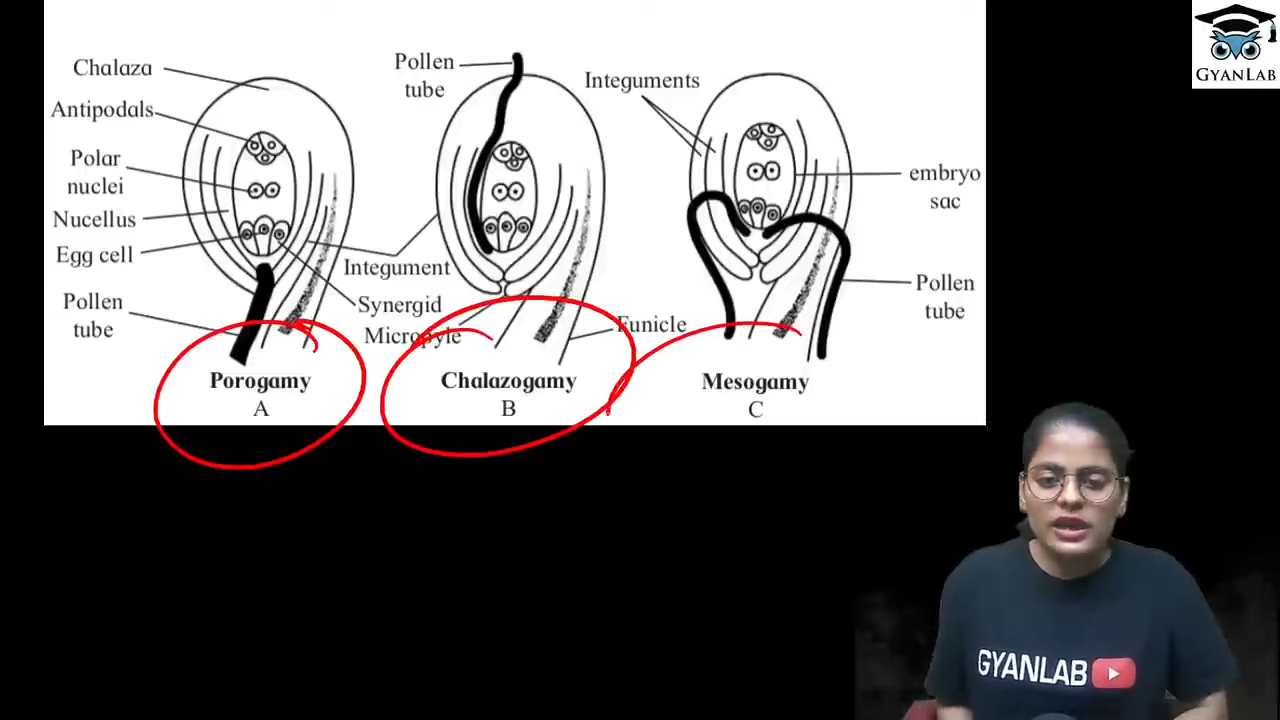 GYANLAB
Chalaza
Antipodals
Polar
nuclei
Nucellus
Egg cell
Pollen
tube
Pollen
tube
Integument
Synergid
Micropyle
Integuments
Funicle
embryo
sac
Pollen
tube
Porogamy
A
Chalazogamy
B
Mesogamy
C
GYANLAB